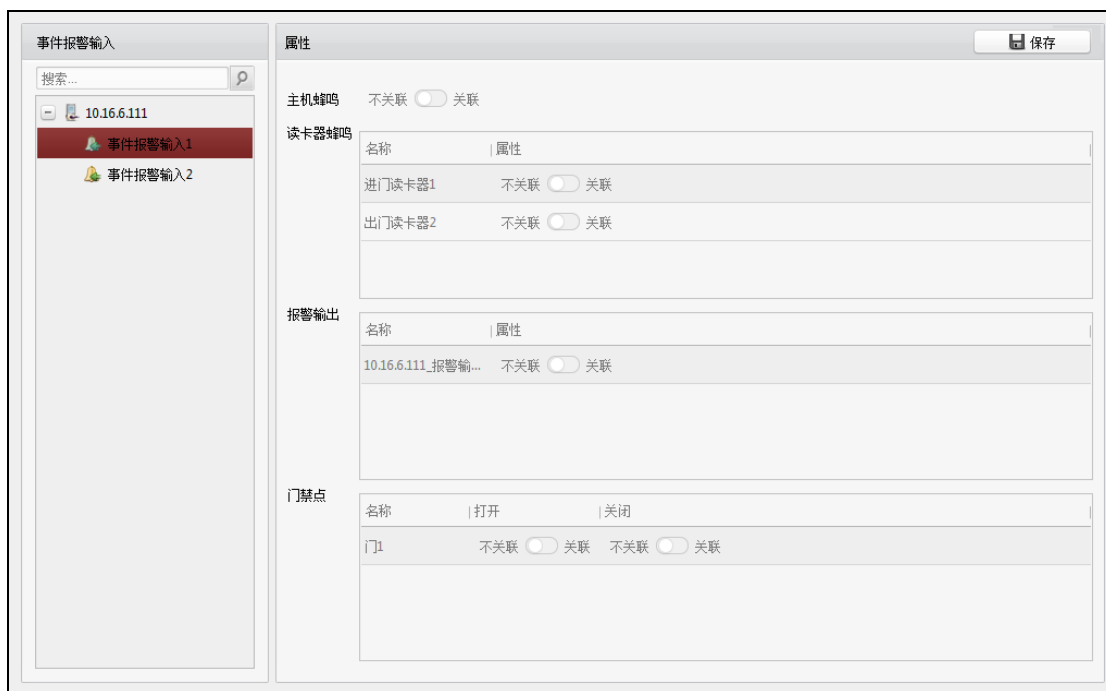 事件报警输入
搜索...
10.16.6.111
事件报警输入1
事件报警输入2
属性
保存
主机蜂鸣 不关联 关联
读卡器蜂鸣
名称 属性
进门读卡器1 不关联 关联
出门读卡器2 不关联 关联
报警输出
名称 属性
10.16.6.111_报警输... 不关联 关联
门禁点
名称 打开 关闭
门1 不关联 关联 不关联 关联